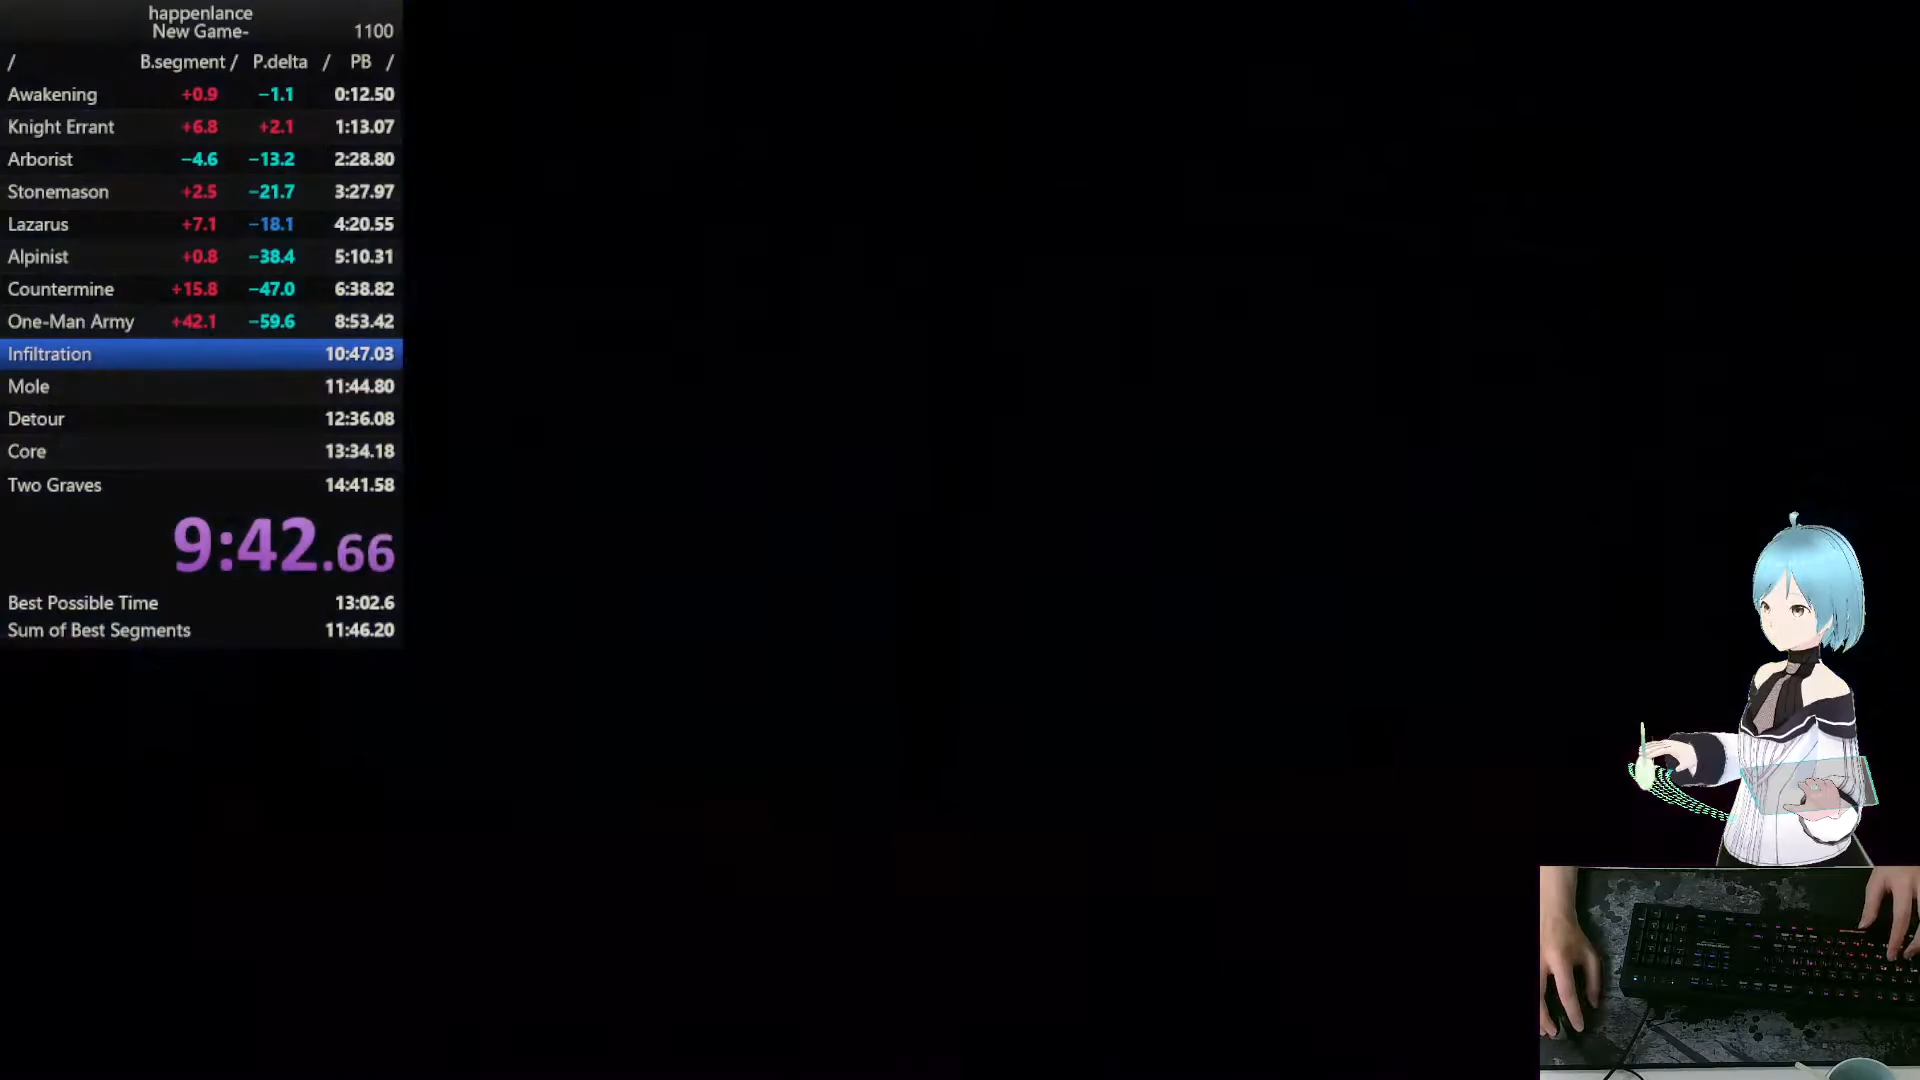 happenlance
New Game- 1100
/ B.segment / P.delta / PB /
Awakening +0.9 −1.1 0:12.50
Knight Errant +6.8 +2.1 1:13.07
Arborist −4.6 −13.2 2:28.80
Stonemason +2.5 −21.7 3:27.97
Lazarus +7.1 −18.1 4:20.55
Alpinist +0.8 −38.4 5:10.31
Countermine +15.8 −47.0 6:38.82
One-Man Army +42.1 −59.6 8:53.42
Infiltration 10:47.03
Mole 11:44.80
Detour 12:36.08
Core 13:34.18
Two Graves 14:41.58
9:42.66
Best Possible Time 13:02.6
Sum of Best Segments 11:46.20